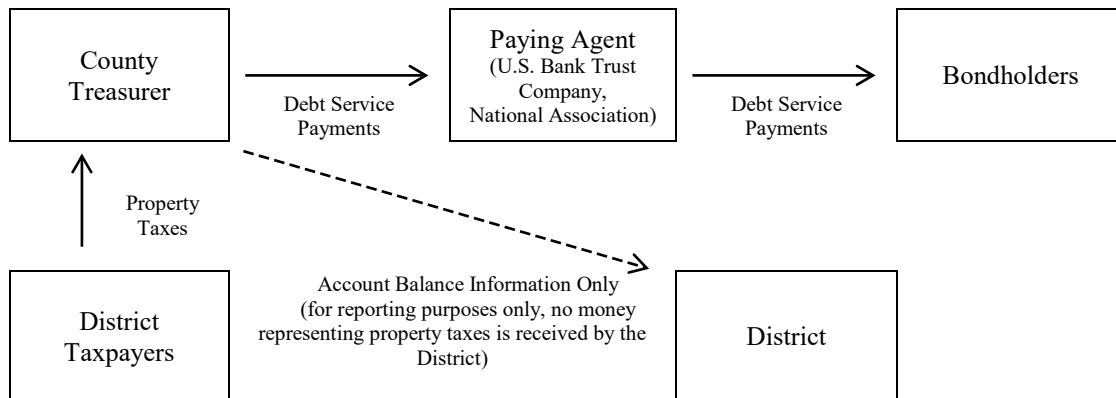 County
Treasurer
Debt Service
Payments
Paying Agent
(U.S. Bank Trust
Company,
National Association)
Debt Service
Payments
Bondholders
Property
Taxes
District
Taxpayers
Account Balance Information Only
(for reporting purposes only, no money
representing property taxes is received by the
District)
District